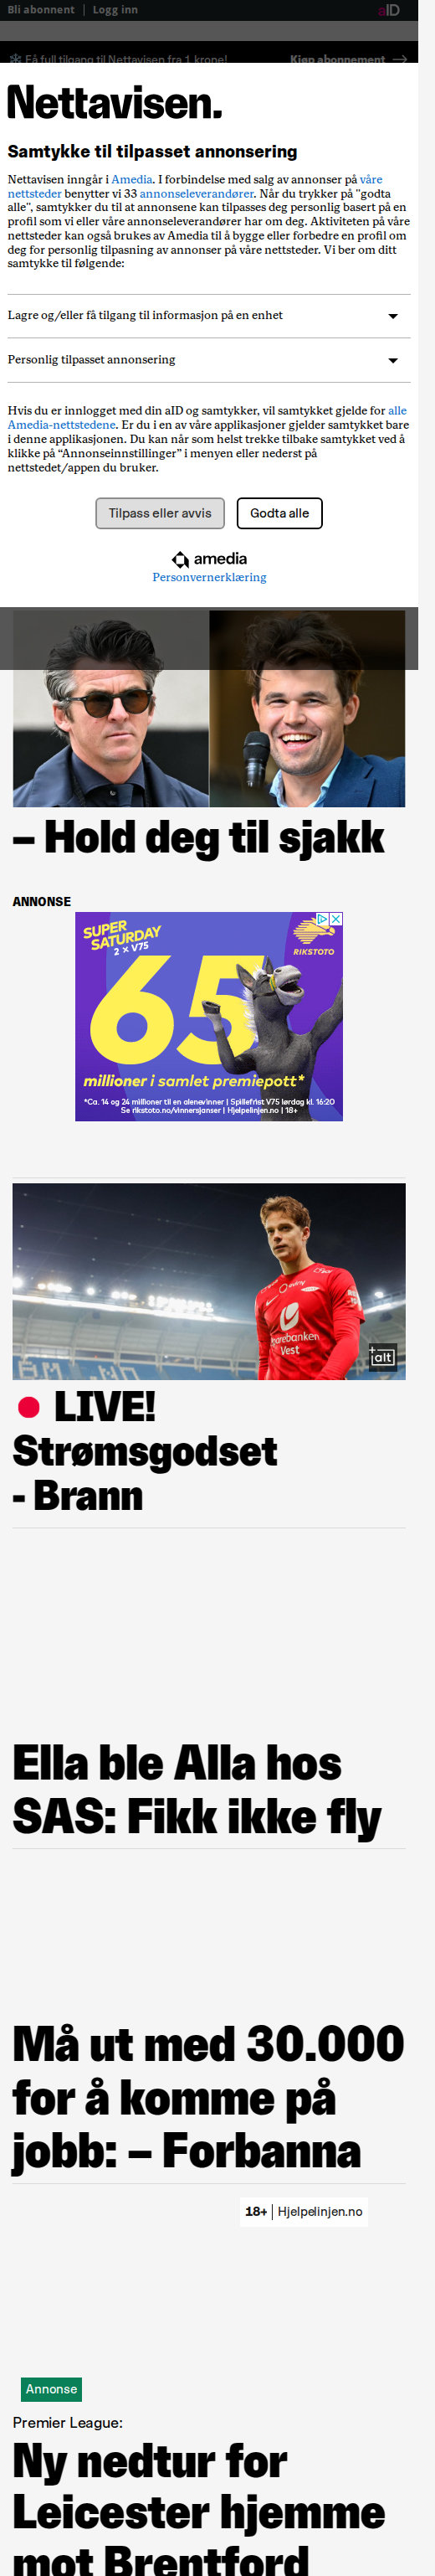 Bli abonnent | Logg inn
aID
Få full tilgang til Nettavisen fra 1 krone!
Kjøp abonnement →
Nettavisen.
Samtykke til tilpasset annonsering
Nettavisen inngår i Amedia. I forbindelse med salg av annonser på våre
nettsteder benytter vi 33 annonseleverandører. Når du trykker på "godta
alle", samtykker du til at annonsene kan tilpasses deg personlig basert på en
profil som vi eller våre annonseleverandører har om deg. Aktiviteten på våre
nettsteder kan også brukes av Amedia til å bygge eller forbedre en profil om
deg for personlig tilpasning av annonser på våre nettsteder. Vi ber om ditt
samtykke til følgende:
Lagre og/eller få tilgang til informasjon på en enhet
Personlig tilpasset annonsering
Hvis du er innlogget med din aID og samtykker, vil samtykket gjelde for alle
Amedia-nettstedene. Er du i en av våre applikasjoner gjelder samtykket bare
i denne applikasjonen. Du kan når som helst trekke tilbake samtykket ved å
klikke på “Annonseinnstillinger” i menyen eller nederst på
nettstedet/appen du bruker.
Tilpass eller avvis
Godta alle
amedia
Personvernerklæring
– Hold deg til sjakk
ANNONSE
SUPER
SATURDAY
2 x V75
RIKSTOTO
65
millioner i samlet premiepott*
*Ca. 14 og 24 millioner til en alenevinner | Spillefrist V75 lørdag kl. 16:20
Se rikstoto.no/vinnersjanser | Hjelpelinjen.no | 18+
Sparebanken
Vest
+alt
LIVE!
Strømsgodset
- Brann
Ella ble Alla hos
SAS: Fikk ikke fly
Må ut med 30.000
for å komme på
jobb: – Forbanna
18+ | Hjelpelinjen.no
Annonse
Premier League:
Ny nedtur for
Leicester hjemme
mot Brentford